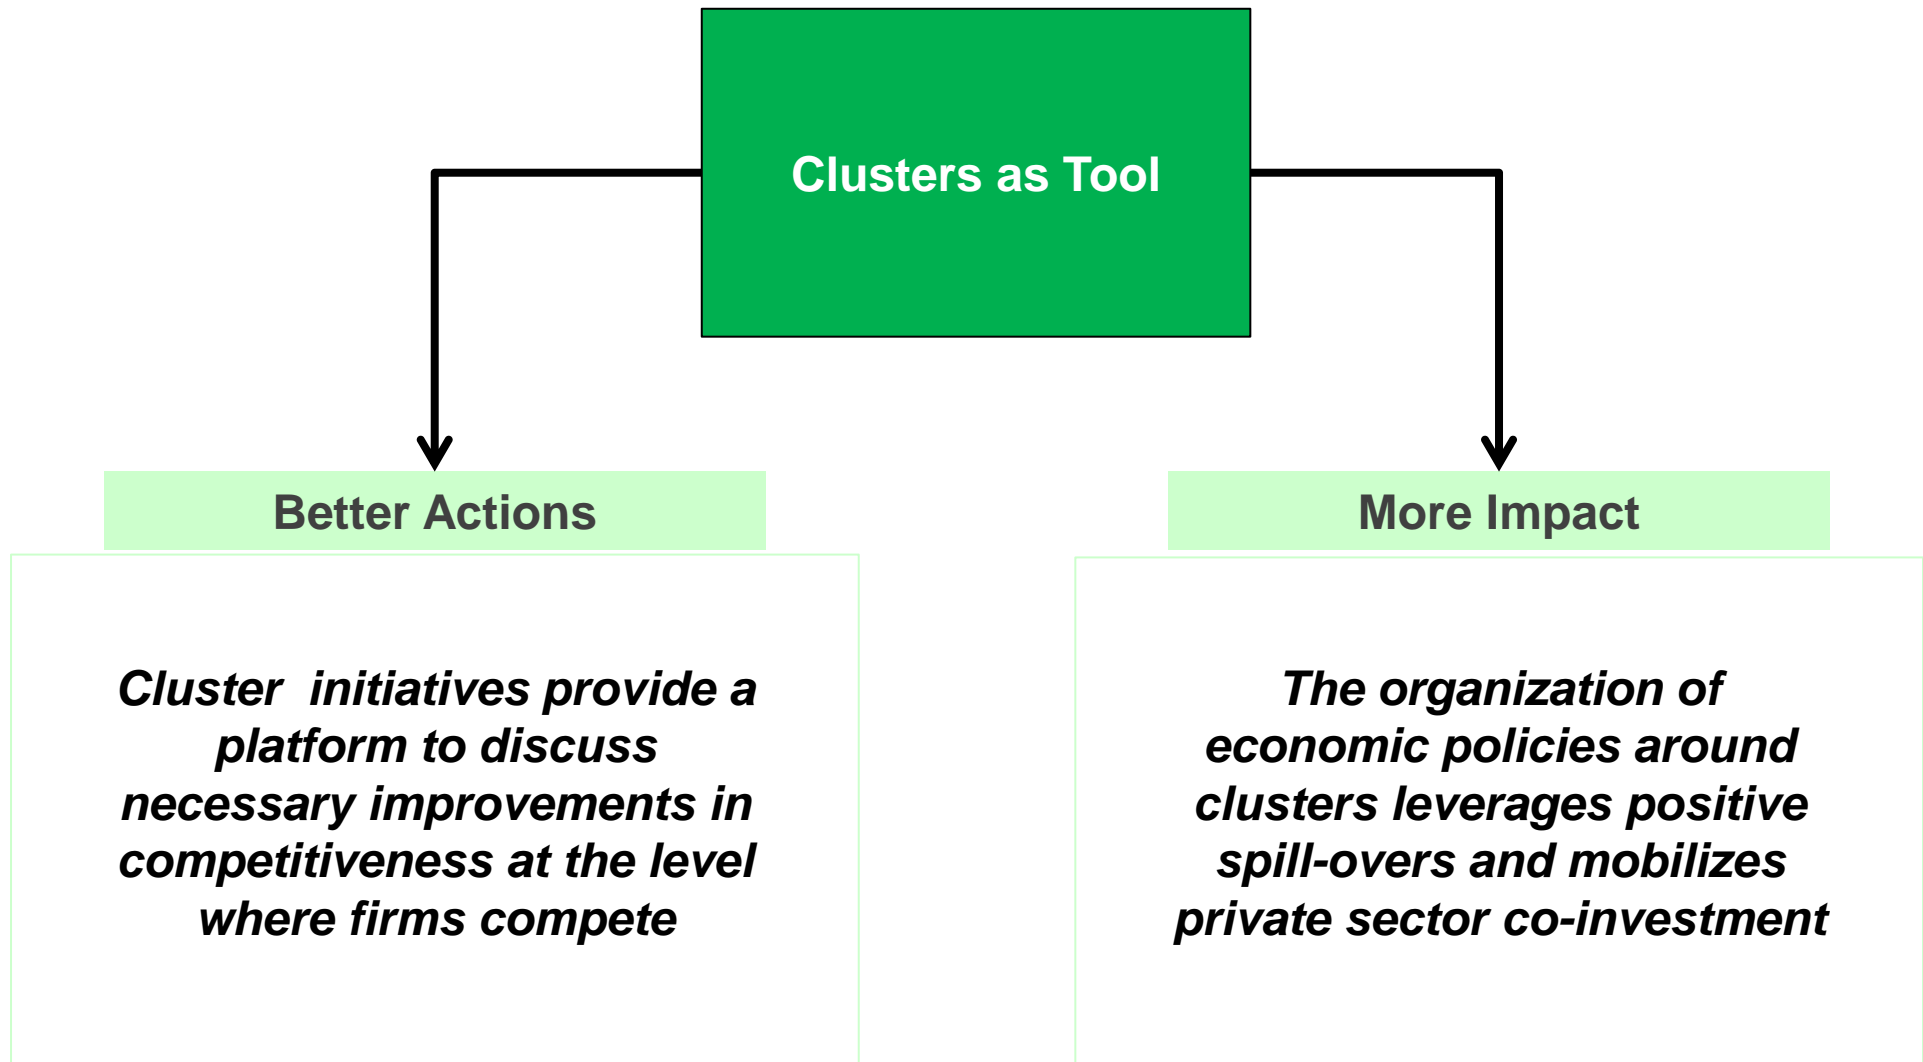 Clusters as Tool
Better Actions
Cluster  initiatives provide a
platform to discuss
necessary improvements in
competitiveness at the level
where firms compete
More Impact
The organization of
economic policies around
clusters leverages positive
spill-overs and mobilizes
private sector co-investment